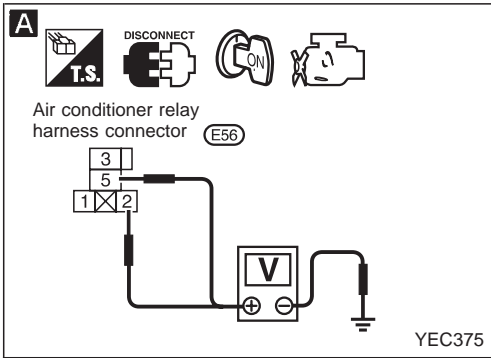 A
T.S.
DISCONNECT
ON
Air conditioner relay
harness connector E56
3
5
1 2
V
+ −
YEC375